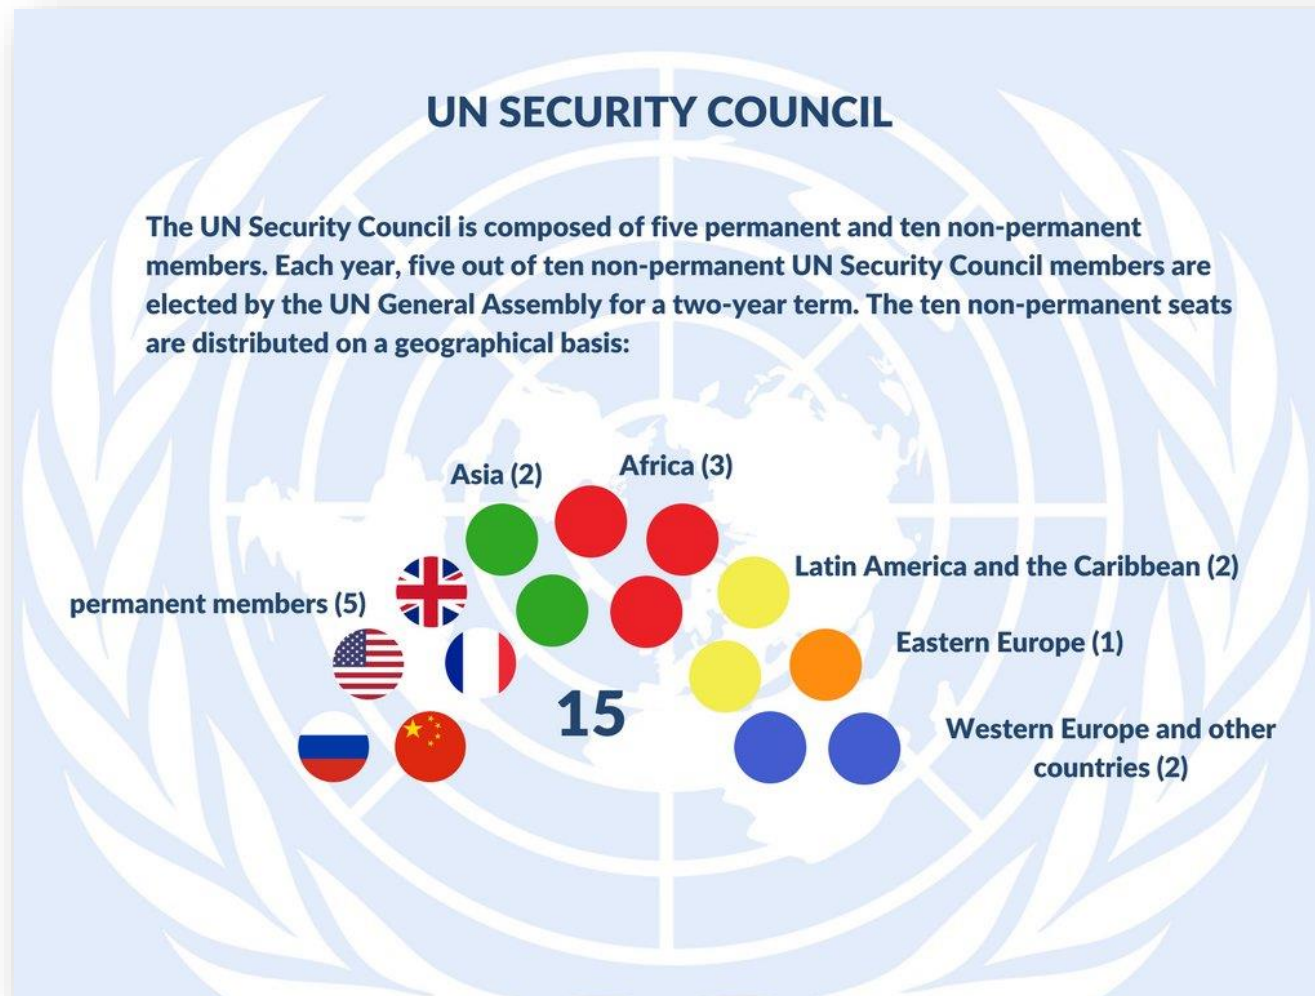 UN SECURITY COUNCIL
The UN Security Council is composed of five permanent and ten non-permanent
members. Each year, five out of ten non-permanent UN Security Council members are
elected by the UN General Assembly for a two-year term. The ten non-permanent seats
are distributed on a geographical basis:
Asia (2)
Africa (3)
permanent members (5)
Latin America and the Caribbean (2)
Eastern Europe (1)
15
Western Europe and other
countries (2)